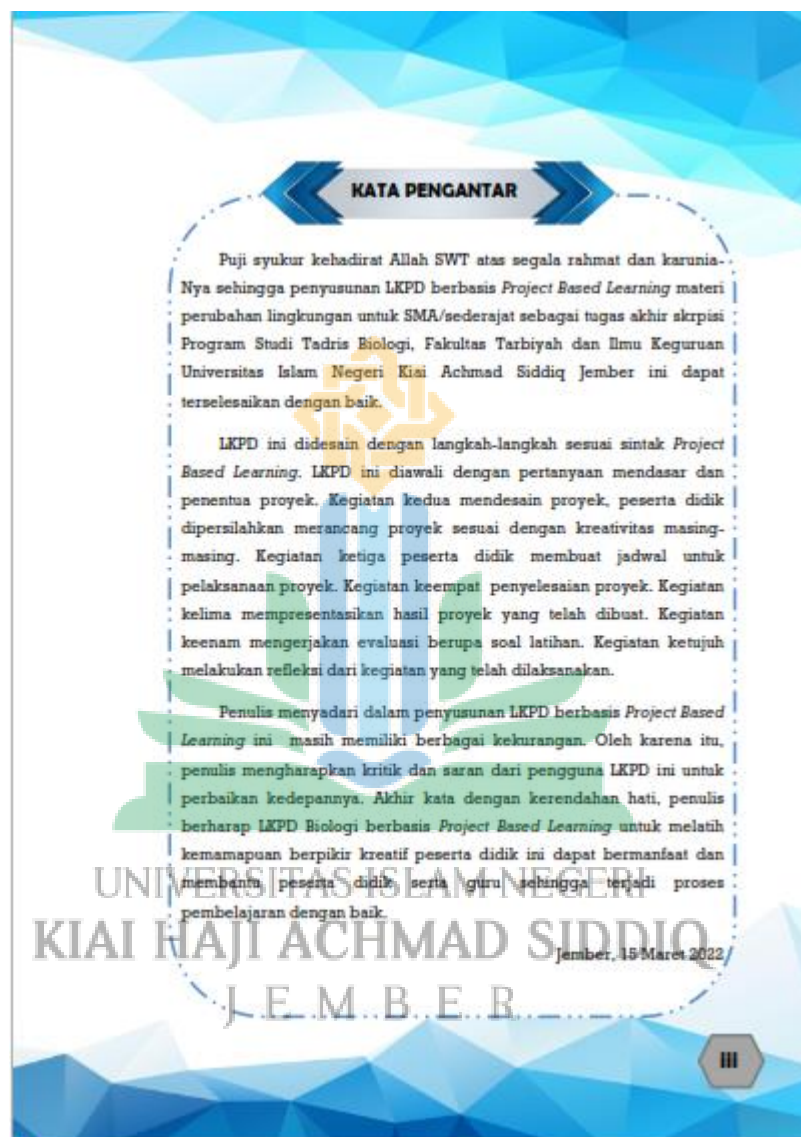 KATA PENGANTAR
Puji syukur kehadirat Allah SWT atas segala rahmat dan karunia-
Nya sehingga penyusunan LKPD berbasis Project Based Learning materi
perubahan lingkungan untuk SMA/sederajat sebagai tugas akhir skrpisi
Program Studi Tadris Biologi, Fakultas Tarbiyah dan Ilmu Keguruan
Universitas Islam Negeri Kiai Achmad Siddiq Jember ini dapat
terselesaikan dengan baik.
LKPD ini didesain dengan langkah-langkah sesuai sintak Project
Based Learning. LKPD ini diawali dengan pertanyaan mendasar dan
penentua proyek. Kegiatan kedua mendesain proyek, peserta didik
dipersilahkan merancang proyek sesuai dengan kreativitas masing-
masing. Kegiatan ketiga peserta didik membuat jadwal untuk
pelaksanaan proyek. Kegiatan keempat penyelesaian proyek. Kegiatan
kelima mempresentasikan hasil proyek yang telah dibuat. Kegiatan
keenam mengerjakan evaluasi berupa soal latihan. Kegiatan ketujuh
melakukan refleksi dari kegiatan yang telah dilaksanakan.
Penulis menyadari dalam penyusunan LKPD berbasis Project Based
Learning ini masih memiliki berbagai kekurangan. Oleh karena itu,
penulis mengharapkan kritik dan saran dari pengguna LKPD ini untuk
perbaikan kedepannya. Akhir kata dengan kerendahan hati, penulis
berharap LKPD Biologi berbasis Project Based Learning untuk melatih
kemamapuan berpikir kreatif peserta didik ini dapat bermanfaat dan
membantu peserta didik serta guru sehingga terjadi proses
pembelajaran dengan baik.
Jember, 15 Maret 2022
UNIVERSITAS ISLAM NEGERI
KIAI HAJI ACHMAD SIDDIQ
JEMBER
iii